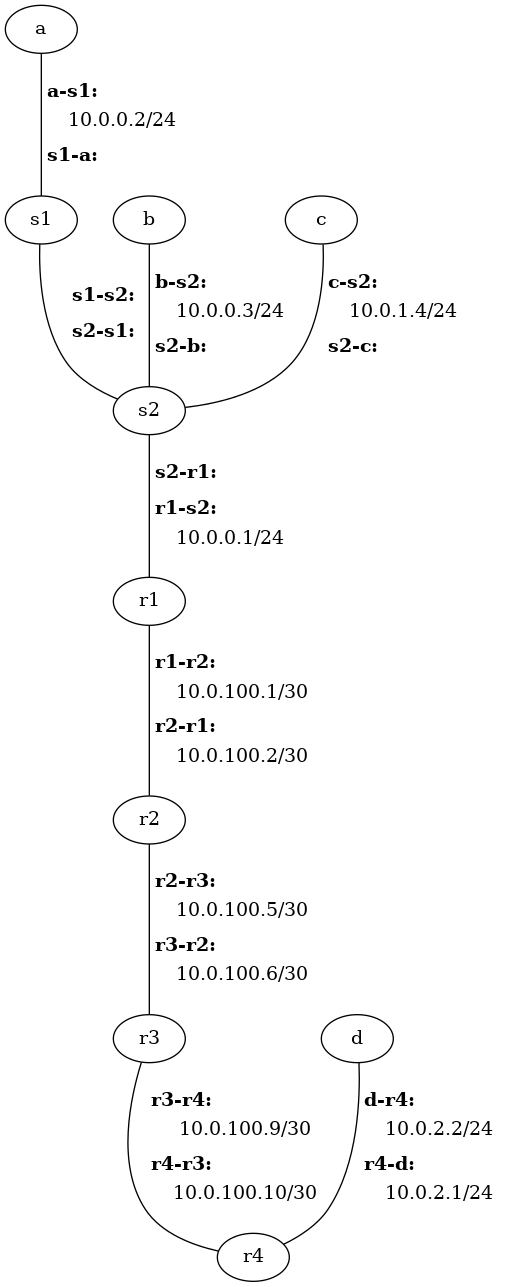 a
a-s1:
10.0.0.2/24
s1-a:
s1
b
c
s1-s2:
s2-s1:
b-s2:
10.0.0.3/24
s2-b:
c-s2:
10.0.1.4/24
s2-c:
s2
s2-r1:
r1-s2:
10.0.0.1/24
r1
r1-r2:
10.0.100.1/30
r2-r1:
10.0.100.2/30
r2
r2-r3:
10.0.100.5/30
r3-r2:
10.0.100.6/30
r3
d
r3-r4:
10.0.100.9/30
r4-r3:
10.0.100.10/30
d-r4:
10.0.2.2/24
r4-d:
10.0.2.1/24
r4